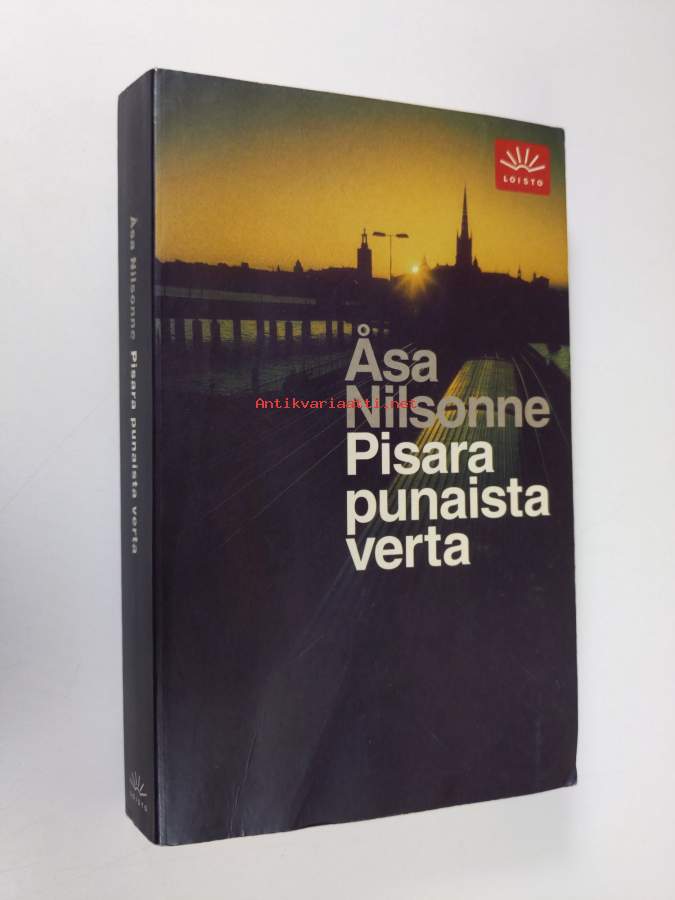 LOISTO
Åsa
Nilsonne
Antikvariaatti.net
Pisara
punaista
verta
Åsa Nilsonne Pisara punaista verta
LOISTO